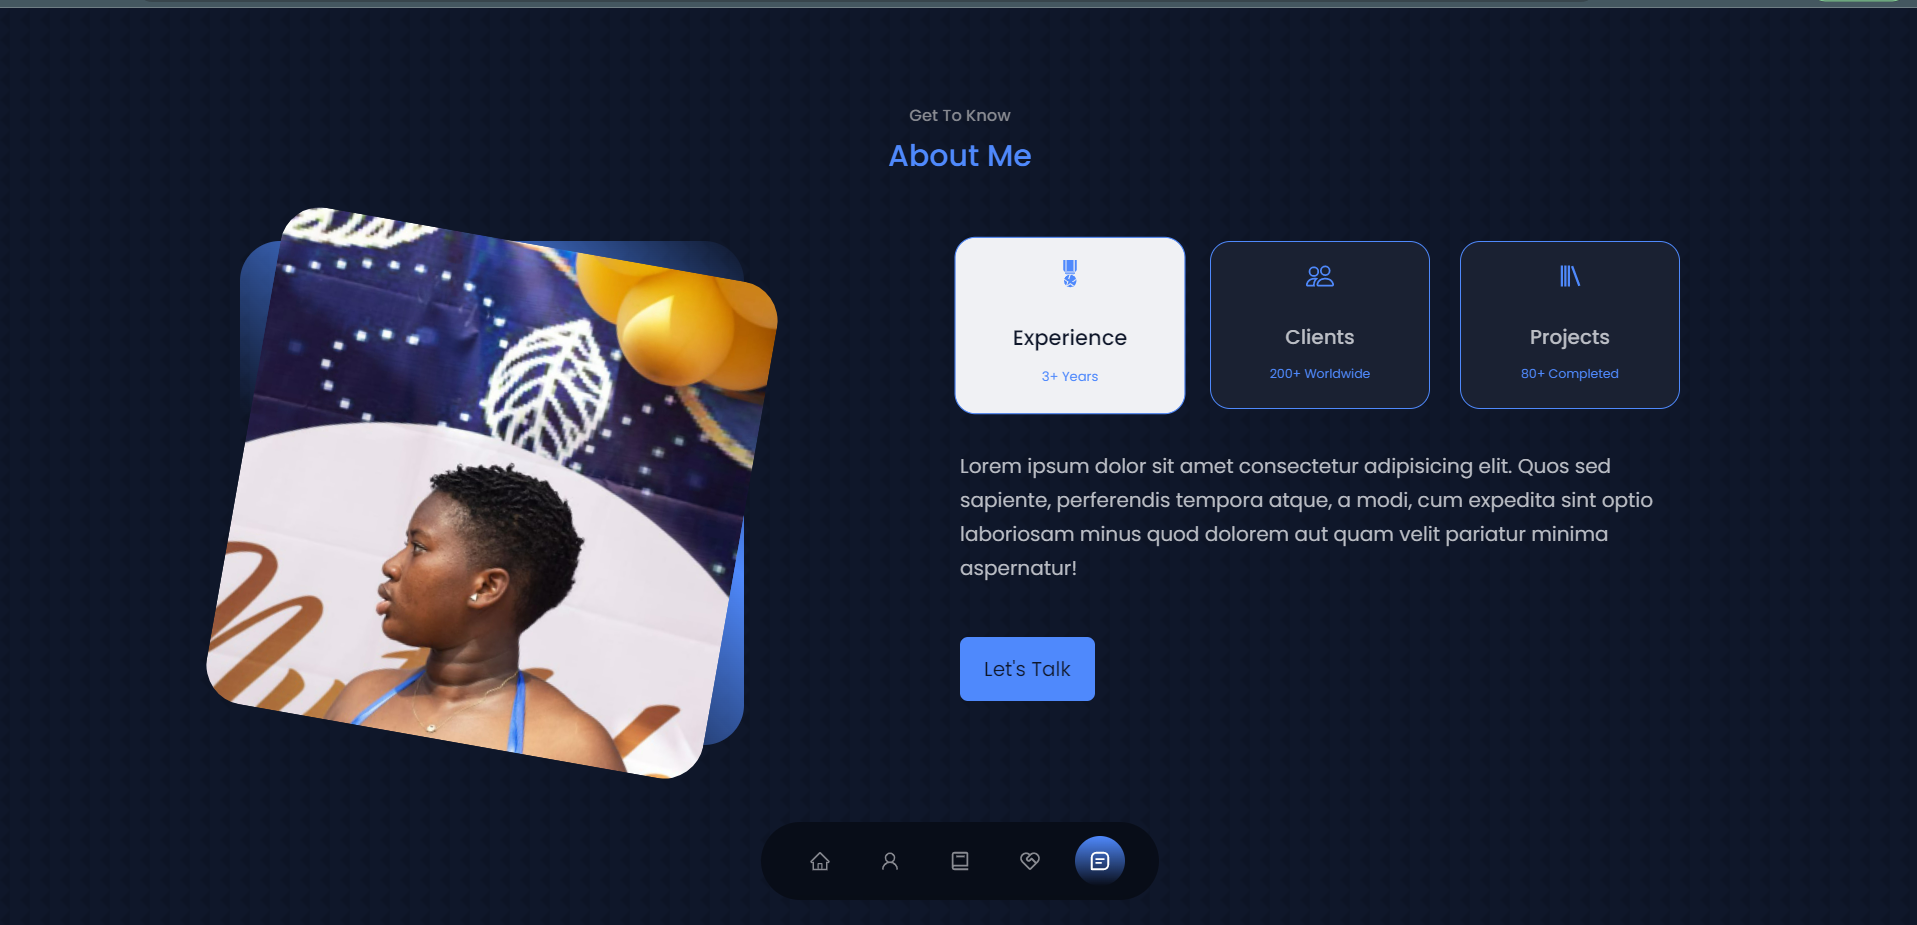 Get To Know
About Me
Experience
3+ Years
Clients
200+ Worldwide
Projects
80+ Completed
Lorem ipsum dolor sit amet consectetur adipisicing elit. Quos sed
sapiente, perferendis tempora atque, a modi, cum expedita sint optio
laboriosam minus quod dolorem aut quam velit pariatur minima
aspernatur!
Let's Talk